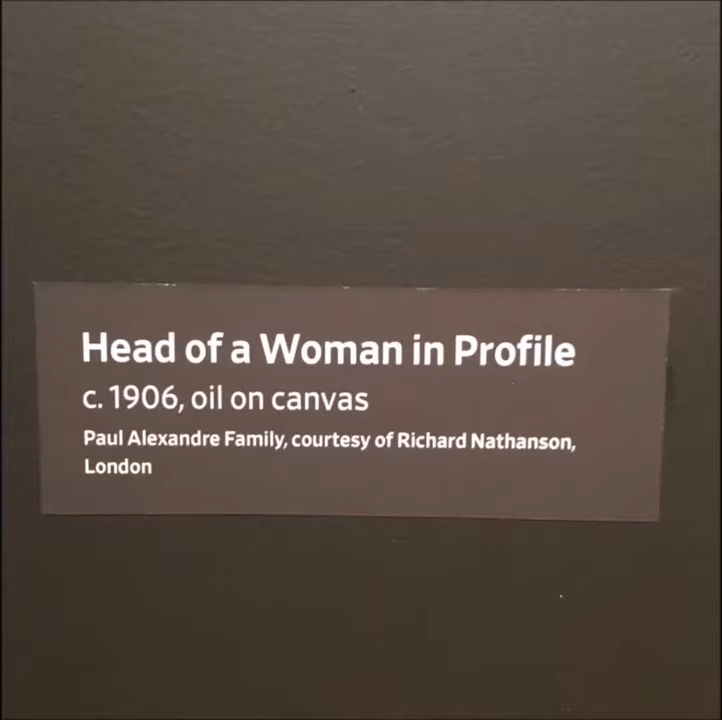 Head of a Woman in Profile
c. 1906, oil on canvas
Paul Alexandre Family, courtesy of Richard Nathanson,
London